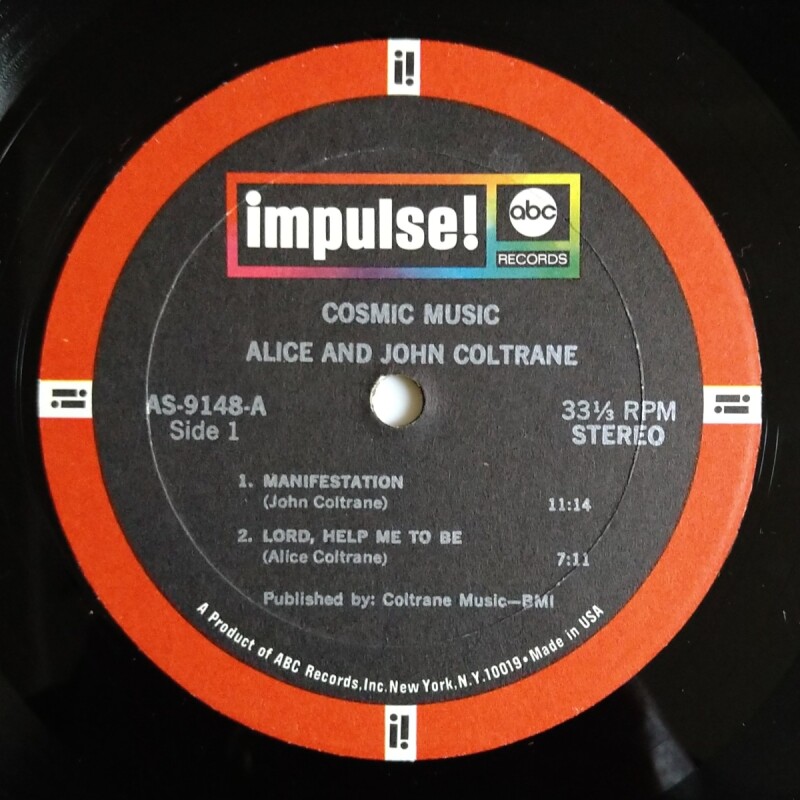 i!
impulse!
abc
RECORDS
COSMIC MUSIC
ALICE AND JOHN COLTRANE
i!
AS-9148-A
Side 1
33⅓ RPM
STEREO
i!
1. MANIFESTATION
(John Coltrane) 11:14
2. LORD, HELP ME TO BE
(Alice Coltrane) 7:11
Published by: Coltrane Music—BMI
A Product of ABC Records, Inc. New York, N.Y. 10019 • Made in USA
i!